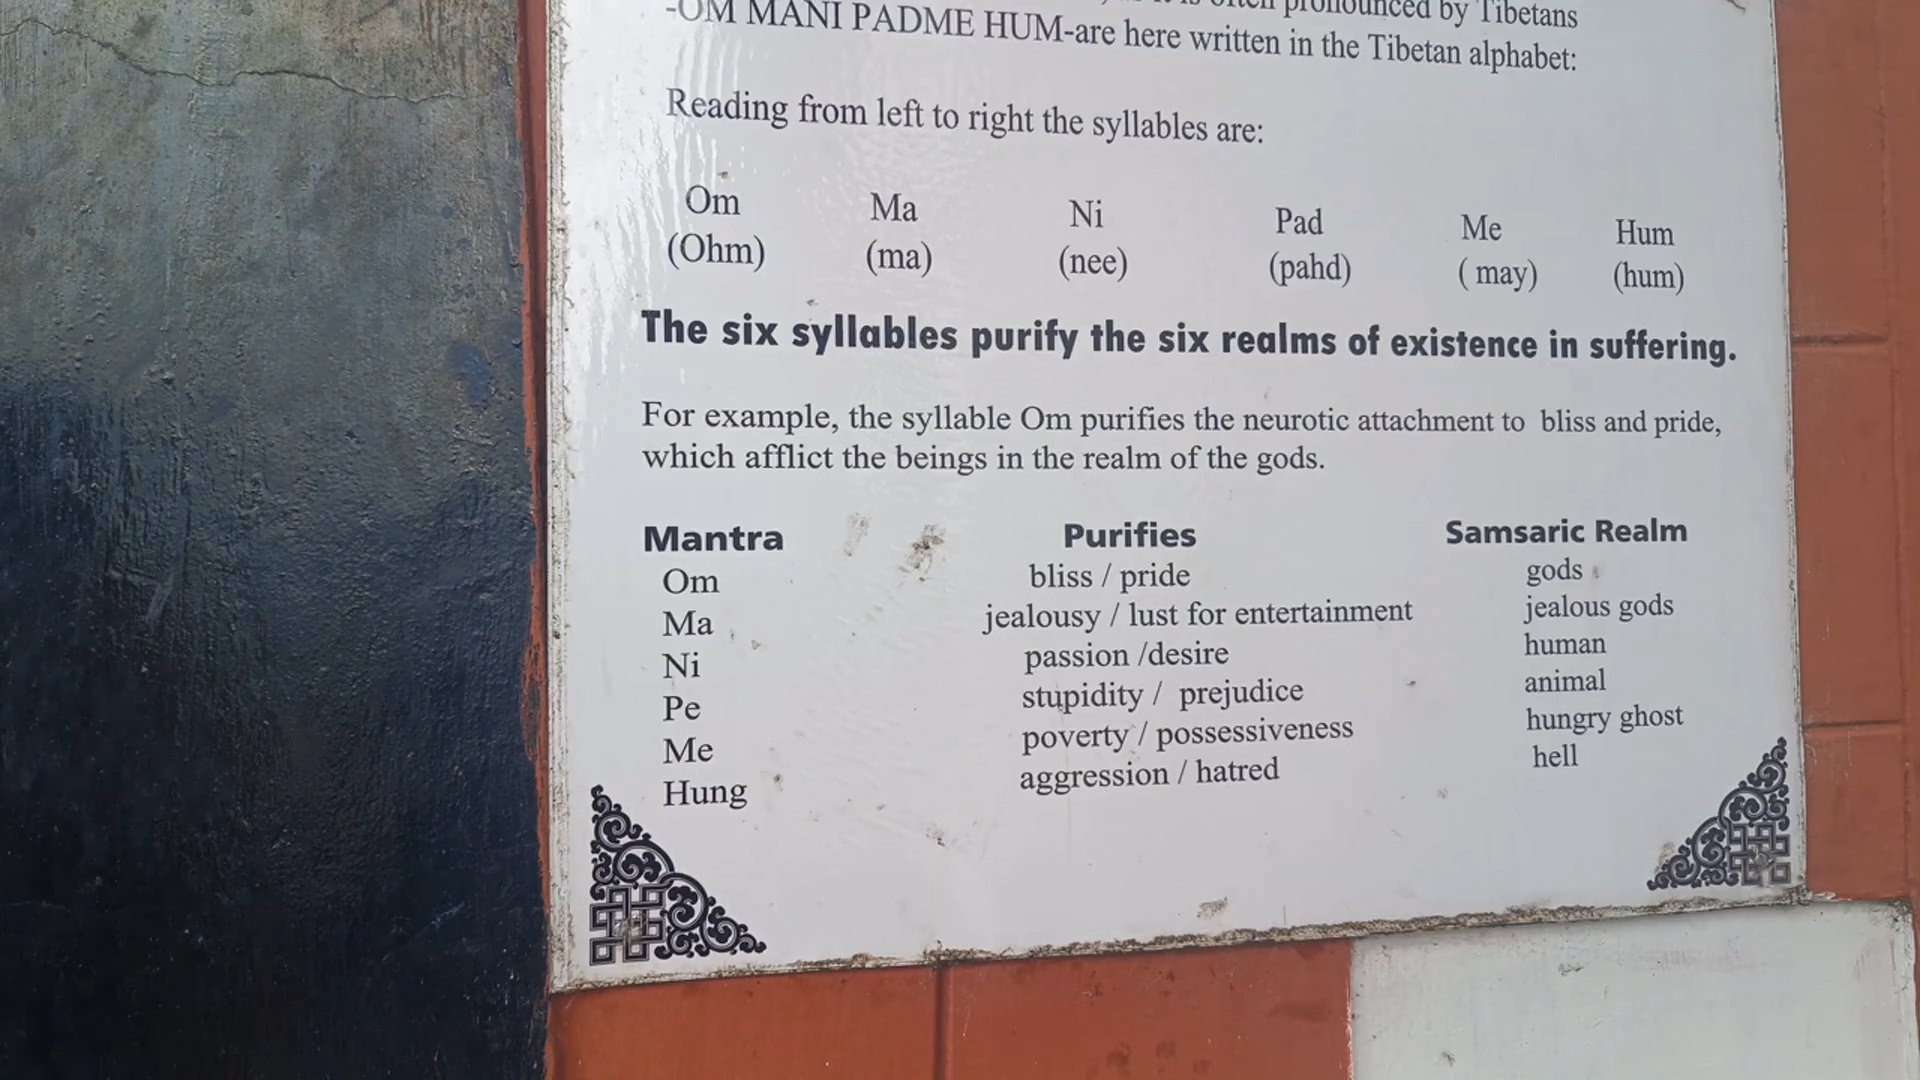 often pronounced by Tibetans
-OM MANI PADME HUM-are here written in the Tibetan alphabet:
Reading from left to right the syllables are:
Om Ma Ni Pad Me Hum
(Ohm) (ma) (nee) (pahd) ( may) (hum)
The six syllables purify the six realms of existence in suffering.
For example, the syllable Om purifies the neurotic attachment to bliss and pride,
which afflict the beings in the realm of the gods.
Mantra Purifies Samsaric Realm
Om bliss / pride gods
Ma jealousy / lust for entertainment jealous gods
Ni passion /desire human
Pe stupidity / prejudice animal
Me poverty / possessiveness hungry ghost
Hung aggression / hatred hell